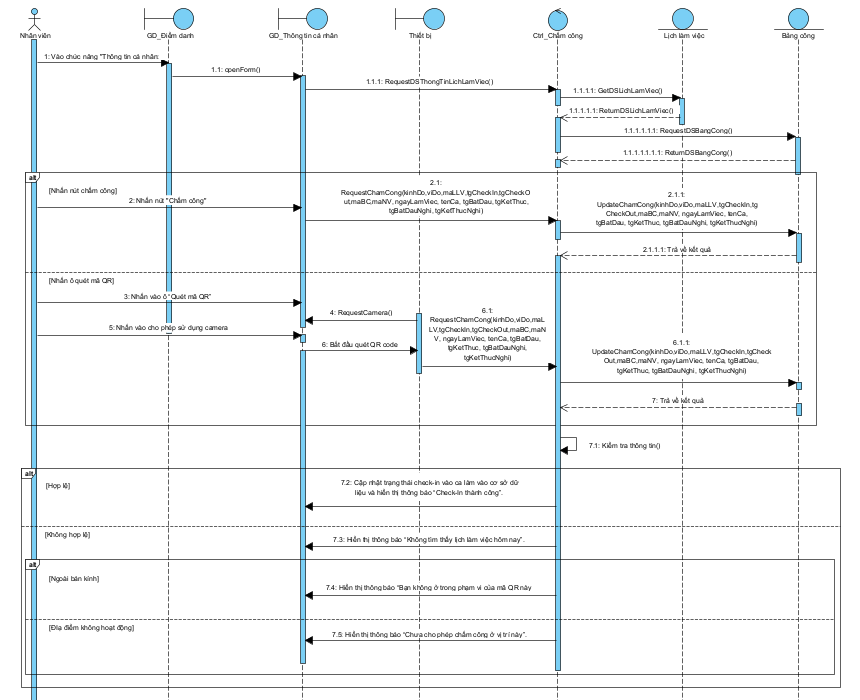 Nhân viên
GD_Điểm danh
GD_Thông tin cá nhân
Thiết bị
Ctrl_Chấm công
Lịch làm việc
Bảng công
1: Vào chức năng "Thông tin cá nhân
1.1: openForm()
1.1.1: RequestDSThongTinLichLamViec()
1.1.1.1: GetDSLichLamViec()
1.1.1.1.1: ReturnDSLichLamViec()
1.1.1.1.1.1: RequestDSBangCong()
1.1.1.1.1.1.1: ReturnDSBangCong()
alt
[Nhấn nút chấm công]
2: Nhấn nút "Chấm công"
2.1:
RequestChamCong(kinhDo,viDo,maLLV,tgCheckIn,tgCheckO
ut,maBC,maNV, ngayLamViec, tenCa, tgBatDau, tgKetThuc,
tgBatDauNghi, tgKetThucNghi)
2.1.1:
UpdateChamCong(kinhDo,viDo,maLLV,tgCheckIn,tg
CheckOut,maBC,maNV, ngayLamViec, tenCa,
tgBatDau, tgKetThuc, tgBatDauNghi, tgKetThucNghi)
2.1.1.1: Trả về kết quả
[Nhấn ô quét mã QR]
3: Nhấn vào ô "Quét mã QR"
4: RequestCamera()
5: Nhấn vào cho phép sử dụng camera
6: Bắt đầu quét QR code
6.1:
RequestChamCong(kinhDo,viDo,maL
LV,tgCheckIn,tgCheckOut,maBC,maN
V, ngayLamViec, tenCa, tgBatDau,
tgKetThuc, tgBatDauNghi,
tgKetThucNghi)
6.1.1:
UpdateChamCong(kinhDo,viDo,maLLV,tgCheckIn,tgCheck
Out,maBC,maNV, ngayLamViec, tenCa, tgBatDau,
tgKetThuc, tgBatDauNghi, tgKetThucNghi)
7: Trả về kết quả
7.1: Kiểm tra thông tin()
alt
[Hợp lệ]
7.2: Cập nhật trạng thái check-in vào ca làm vào cơ sở dữ
liệu và hiển thị thông báo "Check-In thành công".
[Không hợp lệ]
7.3: Hiển thị thông báo "Không tìm thấy lịch làm việc hôm nay".
alt
[Ngoài bán kính]
7.4: Hiển thị thông báo "Bạn không ở trong phạm vi của mã QR này
[Địa điểm không hoạt động]
7.5: Hiển thị thông báo "Chưa cho phép chấm công ở vị trí này".